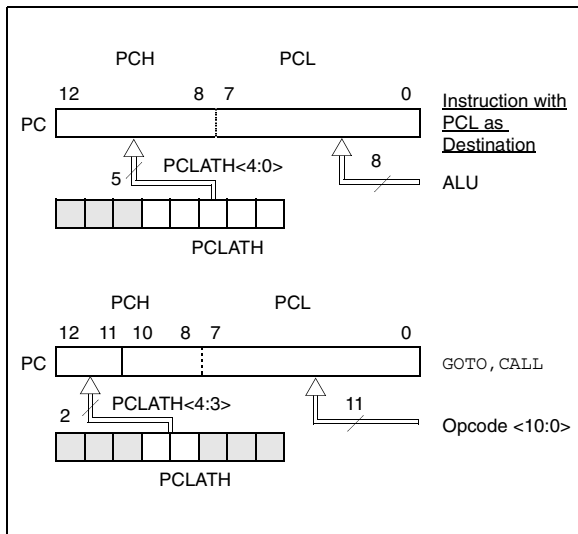 PCH PCL
12 8 7 0
PC
Instruction with
PCL as
Destination
5 PCLATH<4:0> 8
ALU
PCLATH
PCH PCL
12 11 10 8 7 0
PC
GOTO, CALL
2 PCLATH<4:3> 11
Opcode <10:0>
PCLATH